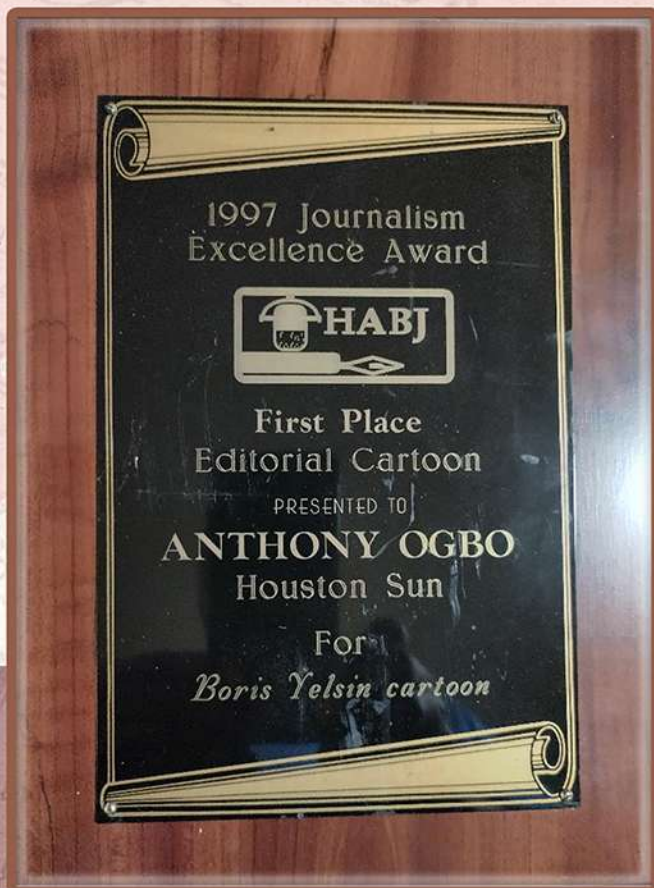 1997 Journalism
Excellence Award
HABJ
First Place
Editorial Cartoon
PRESENTED TO
ANTHONY OGBO
Houston Sun
For
Boris Yelsin cartoon